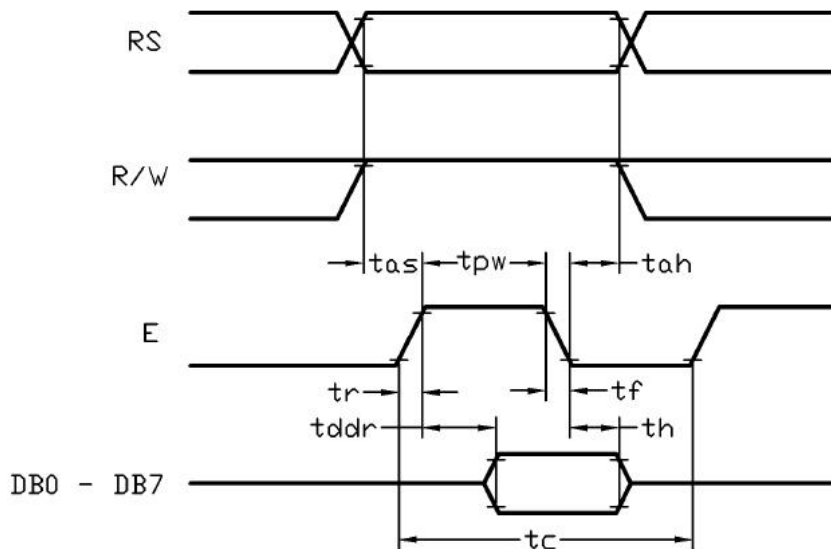 RS
R/W
tas tpw tah
E
tr tf
tddr th
DB0 - DB7
tc